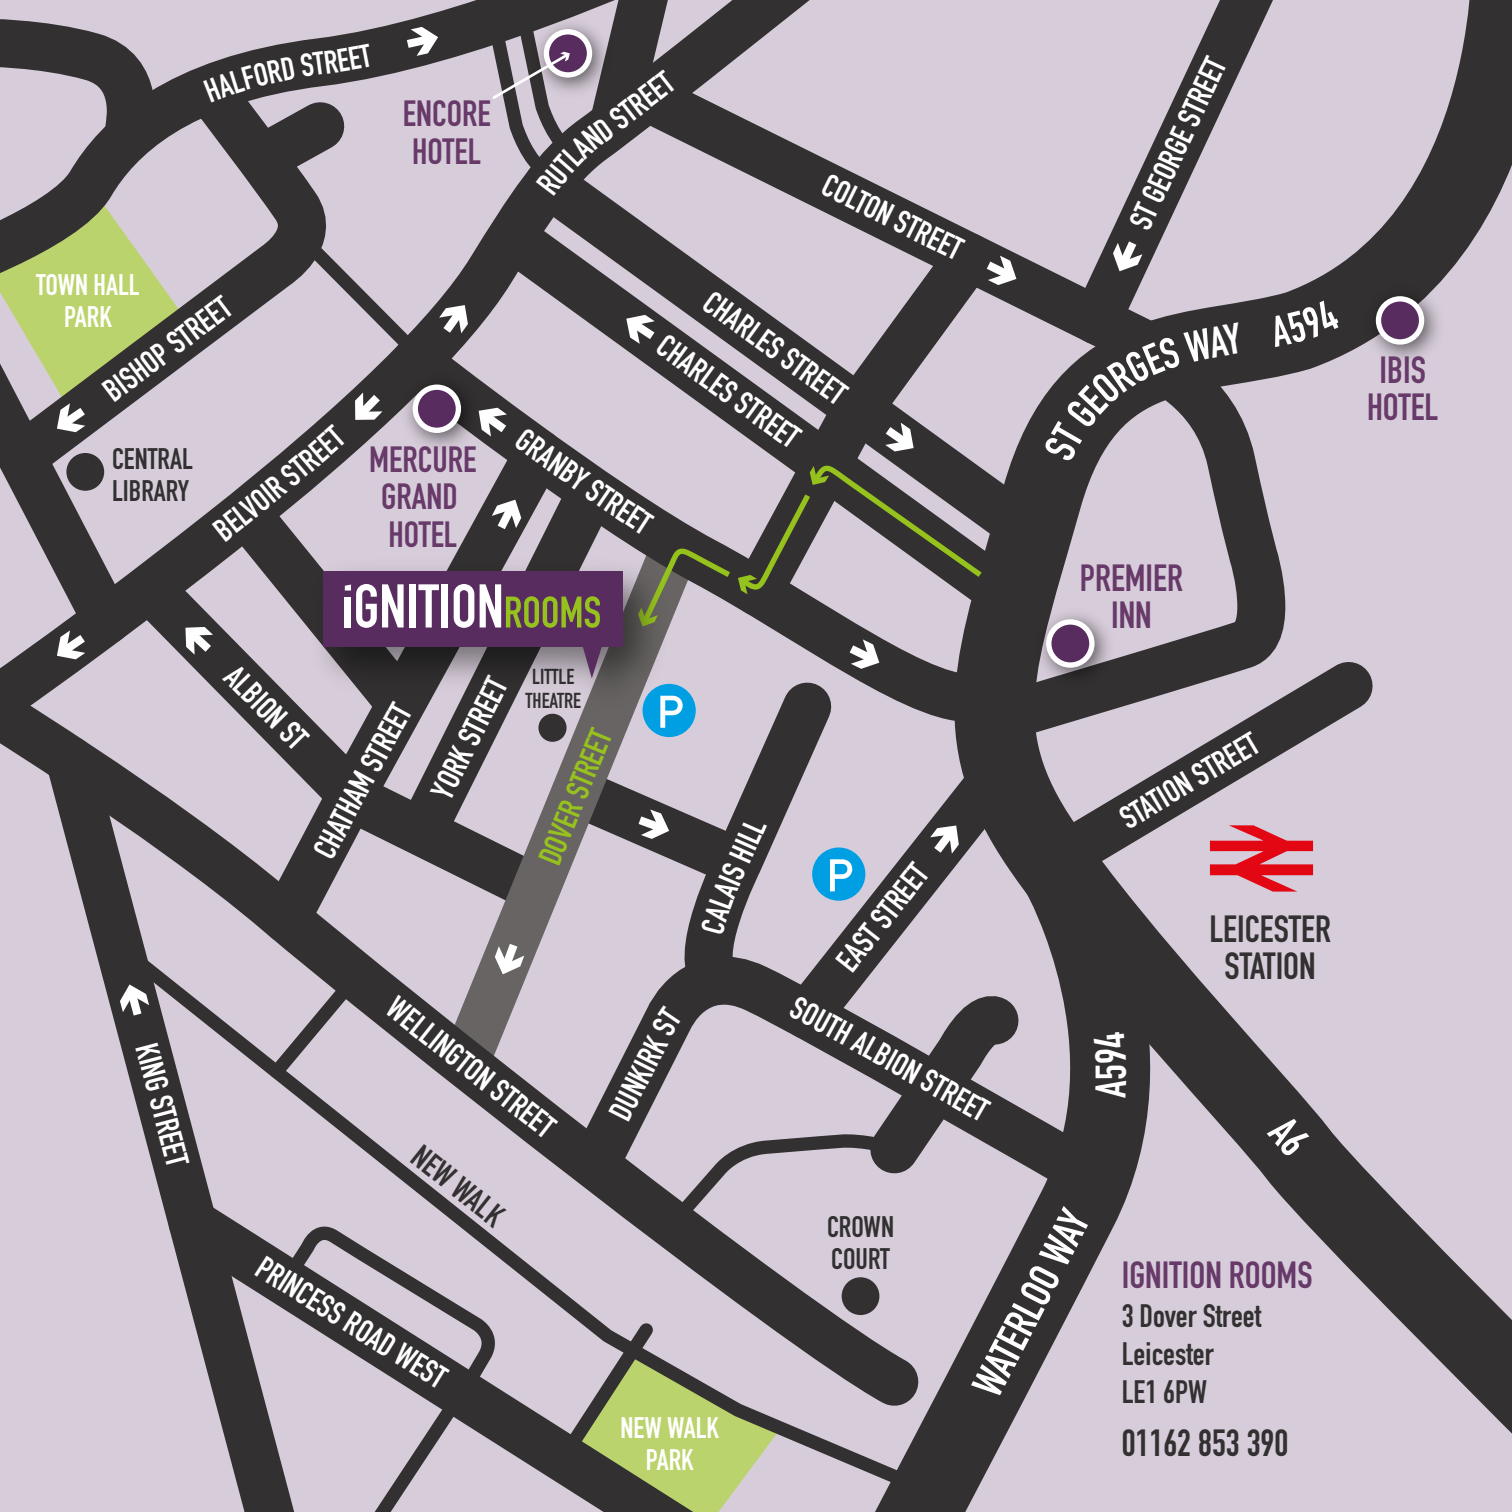 HALFORD STREET
ENCORE
HOTEL
RUTLAND STREET
COLTON STREET
ST GEORGE STREET
TOWN HALL
PARK
BISHOP STREET
CHARLES STREET
CHARLES STREET
ST GEORGES WAY A594
IBIS
HOTEL
CENTRAL
LIBRARY
BELVOIR STREET
MERCURE
GRAND
HOTEL
GRANBY STREET
iGNITIONROOMS
PREMIER
INN
ALBION ST
CHATHAM STREET
YORK STREET
LITTLE
THEATRE
DOVER STREET
P
CALAIS HILL
P
EAST STREET
STATION STREET
LEICESTER
STATION
KING STREET
WELLINGTON STREET
DUNKIRK ST
SOUTH ALBION STREET
A594
A6
NEW WALK
PRINCESS ROAD WEST
CROWN
COURT
WATERLOO WAY
NEW WALK
PARK
IGNITION ROOMS
3 Dover Street
Leicester
LE1 6PW
01162 853 390